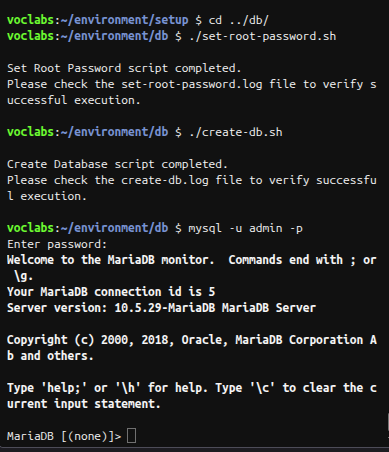 voclabs:~/environment/setup $ cd ../db/
voclabs:~/environment/db $ ./set-root-password.sh
Set Root Password script completed.
Please check the set-root-password.log file to verify s
uccessful execution.
voclabs:~/environment/db $ ./create-db.sh
Create Database script completed.
Please check the create-db.log file to verify successfu
l execution.
voclabs:~/environment/db $ mysql -u admin -p
Enter password:
Welcome to the MariaDB monitor.  Commands end with ; or
 \g.
Your MariaDB connection id is 5
Server version: 10.5.29-MariaDB MariaDB Server
Copyright (c) 2000, 2018, Oracle, MariaDB Corporation A
b and others.
Type 'help;' or '\h' for help. Type '\c' to clear the c
urrent input statement.
MariaDB [(none)]>